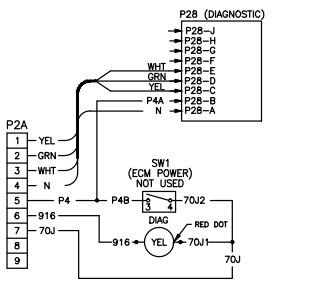 P28 (DIAGNOSTIC)
P28-J
P28-H
P28-G
P28-F
WHT P28-E
GRN P28-D
YEL P28-C
P4A P28-B
N P28-A
P2A
1 YEL
2 GRN
3 WHT
4 N
5 P4 P4B 3 4 70J2
SW1
(ECM POWER)
NOT USED
6 916
7 70J
8
9
DIAG
RED DOT
916 YEL 70J1
70J